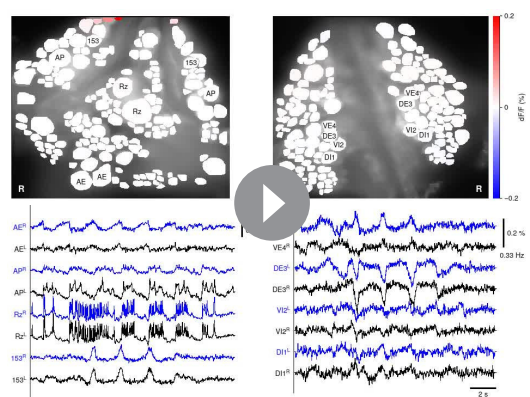 153
153
AP
AP
Rz
Rz
AE
AE
R
VE4
DE3
VI2
DI1
VE4
DE3
VI2
DI1
R
0.2
0
−0.2
dF/F (%)
AE^R
AE^L
AP^R
AP^L
Rz^R
Rz^L
153^R
153^L
VE4^R
DE3^L
DE3^R
VI2^L
VI2^R
DI1^L
DI1^R
0.2 %
0.33 Hz
2 s